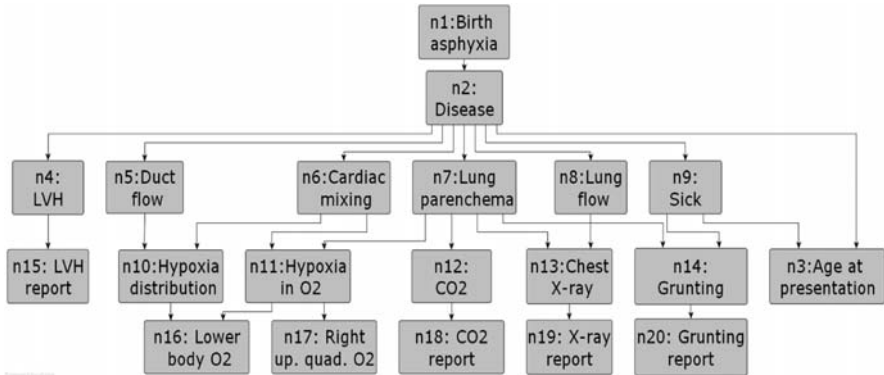 n1:Birth
asphyxia
n2:
Disease
n4:
LVH
n5:Duct
flow
n6:Cardiac
mixing
n7:Lung
parenchema
n8:Lung
flow
n9:
Sick
n15: LVH
report
n10:Hypoxia
distribution
n11:Hypoxia
in O2
n12:
CO2
n13:Chest
X-ray
n14:
Grunting
n3:Age at
presentation
n16: Lower
body O2
n17: Right
up. quad. O2
n18: CO2
report
n19: X-ray
report
n20: Grunting
report